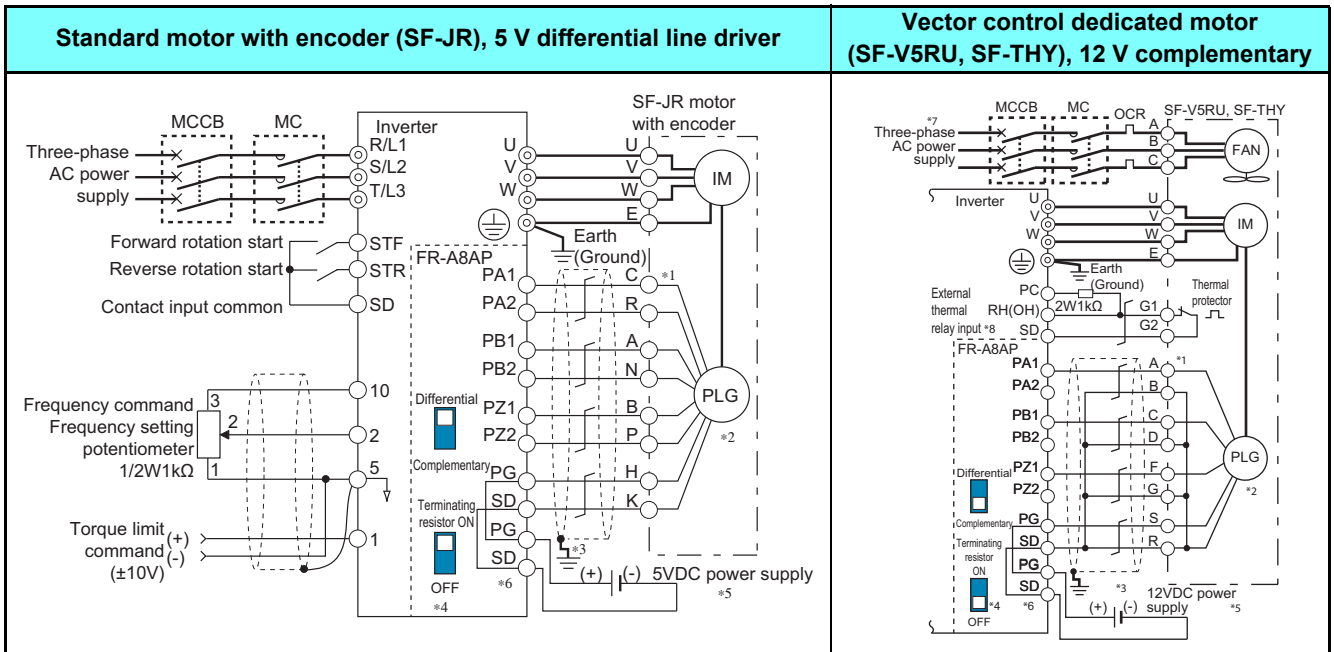 Standard motor with encoder (SF-JR), 5 V differential line driver
Vector control dedicated motor
(SF-V5RU, SF-THY), 12 V complementary
SF-JR motor
with encoder
MCCB
MC
Inverter
Three-phase
AC power
supply
R/L1
S/L2
T/L3
U
V
W
U
V
W
E
IM
Earth
(Ground)
Forward rotation start
Reverse rotation start
Contact input common
STF
STR
SD
FR-A8AP
PA1
PA2
PB1
PB2
PZ1
PZ2
PG
SD
PG
SD
C
R
A
N
B
P
H
K
*1
PLG
*2
Differential
Complementary
Terminating
resistor ON
OFF
*4
*3
*6
(+)
(-)
5VDC power supply
*5
Frequency command
Frequency setting
potentiometer
1/2W1kΩ
3
2
1
10
2
5
1
Torque limit
command
(±10V)
(+)
(-)
MCCB
MC
OCR
SF-V5RU, SF-THY
*7
Three-phase
AC power
supply
A
B
C
FAN
Inverter
U
V
W
U
V
W
E
IM
Earth
(Ground)
External
thermal
relay input *8
PC
RH(OH)
SD
2W1kΩ
G1
G2
Thermal
protector
FR-A8AP
PA1
PA2
PB1
PB2
PZ1
PZ2
PG
SD
PG
SD
A
B
C
D
F
G
S
R
*1
PLG
*2
Differential
Complementary
Terminating
resistor
ON
OFF
*4
*6
*3
(+)
(-)
12VDC power
supply
*5